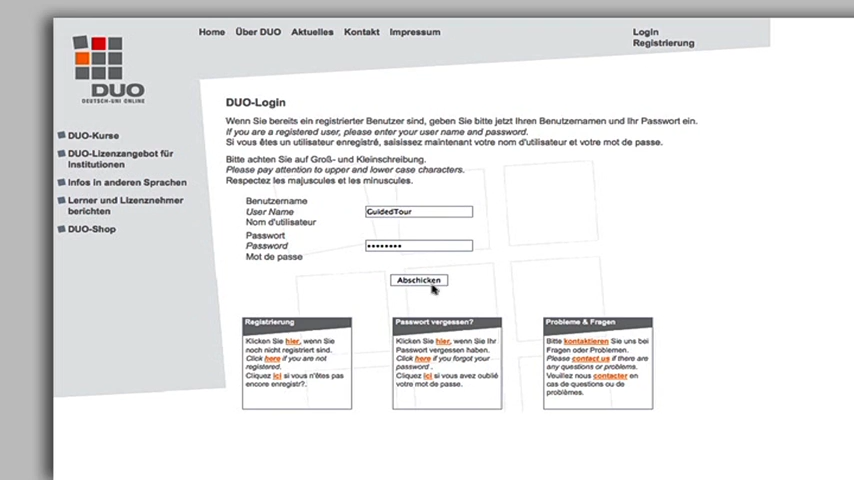 Home Über DUO Aktuelles Kontakt Impressum
Login
Registrierung
DUO
DEUTSCH-UNI ONLINE
DUO-Kurse
DUO-Lizenzangebot für
Institutionen
Infos in anderen Sprachen
Lerner und Lizenznehmer
berichten
DUO-Shop
DUO-Login
Wenn Sie bereits ein registrierter Benutzer sind, geben Sie bitte jetzt Ihren Benutzernamen und Ihr Passwort ein.
If you are a registered user, please enter your user name and password.
Si vous êtes un utilisateur enregistré, saisissez maintenant votre nom d'utilisateur et votre mot de passe.
Bitte achten Sie auf Groß- und Kleinschreibung.
Please pay attention to upper and lower case characters.
Respectez les majuscules et les minuscules.
Benutzername
User Name
Nom d'utilisateur
GuidedTour
Passwort
Password
Mot de passe
••••••••
Abschicken
Registrierung
Klicken Sie hier, wenn Sie
noch nicht registriert sind.
Click here if you are not
registered.
Cliquez ici si vous n'êtes pas
encore enregistr?.
Passwort vergessen?
Klicken Sie hier, wenn Sie Ihr
Passwort vergessen haben.
Click here if you forgot your
password .
Cliquez ici si vous avez oublié
votre mot de passe.
Probleme & Fragen
Bitte kontaktieren Sie uns bei
Fragen oder Problemen.
Please contact us if there are
any questions or problems.
Veuillez nous contacter en
cas de questions ou de
problèmes.